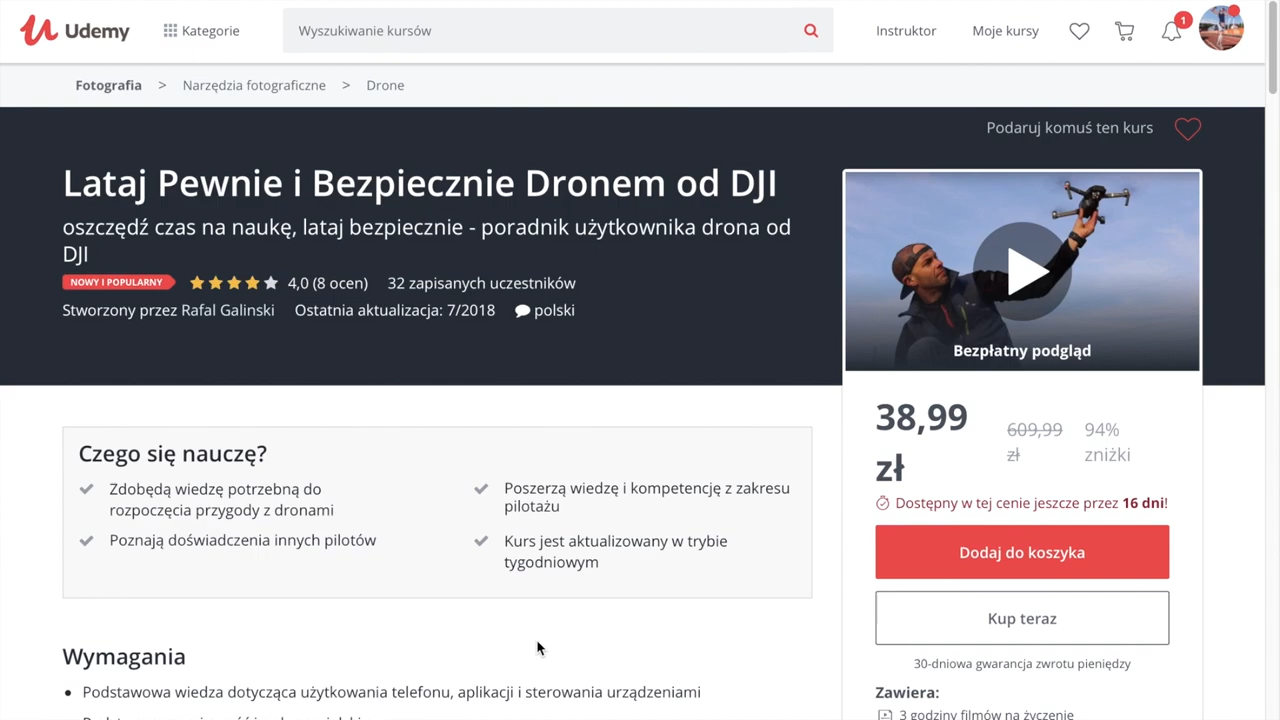 Udemy
Kategorie
Wyszukiwanie kursów
Instruktor
Moje kursy
1
Fotografia > Narzędzia fotograficzne > Drone
Podaruj komuś ten kurs
Lataj Pewnie i Bezpiecznie Dronem od DJI
oszczędź czas na naukę, lataj bezpiecznie - poradnik użytkownika drona od
DJI
NOWY I POPULARNY 4,0 (8 ocen) 32 zapisanych uczestników
Stworzony przez Rafal Galinski Ostatnia aktualizacja: 7/2018 polski
Bezpłatny podgląd
38,99
zł
609,99
zł
94%
zniżki
Dostępny w tej cenie jeszcze przez 16 dni!
Dodaj do koszyka
Kup teraz
30-dniowa gwarancja zwrotu pieniędzy
Zawiera:
3 godziny filmów na życzenie
Czego się nauczę?
Zdobędą wiedzę potrzebną do
rozpoczęcia przygody z dronami
Poznają doświadczenia innych pilotów
Poszerzą wiedzę i kompetencję z zakresu
pilotażu
Kurs jest aktualizowany w trybie
tygodniowym
Wymagania
Podstawowa wiedza dotycząca użytkowania telefonu, aplikacji i sterowania urządzeniami